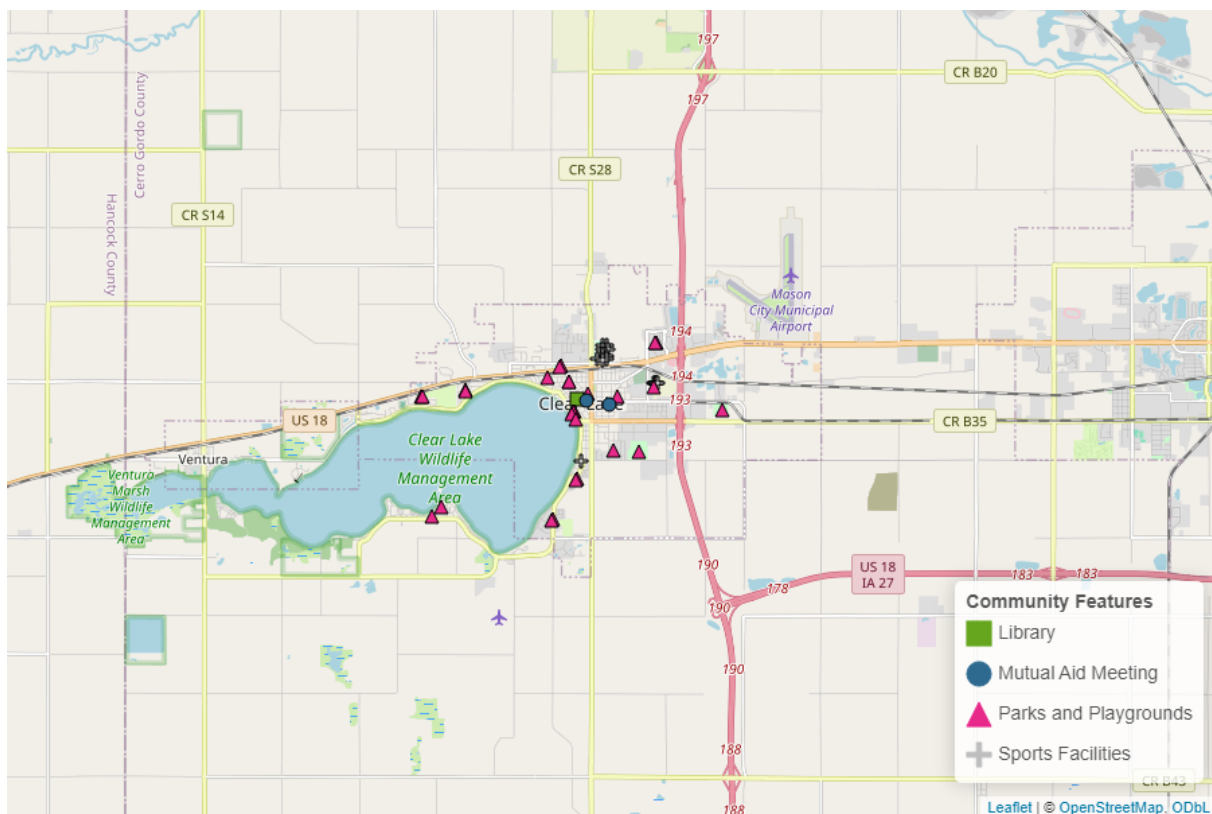 197
CR B20
197
Cerro Gordo County
CR S28
Hancock County
CR S14
Mason
City Municipal
Airport
194
194
193
Clear Lake
US 18
CR B35
193
Clear Lake
Wildlife
Management
Area
Ventura
Ventura
Marsh
Wildlife
Management
Area
190
US 18
IA 27
183
183
178
190
190
188
188
Community Features
Library
Mutual Aid Meeting
Parks and Playgrounds
Sports Facilities
CR B43
Leaflet | © OpenStreetMap, ODbL